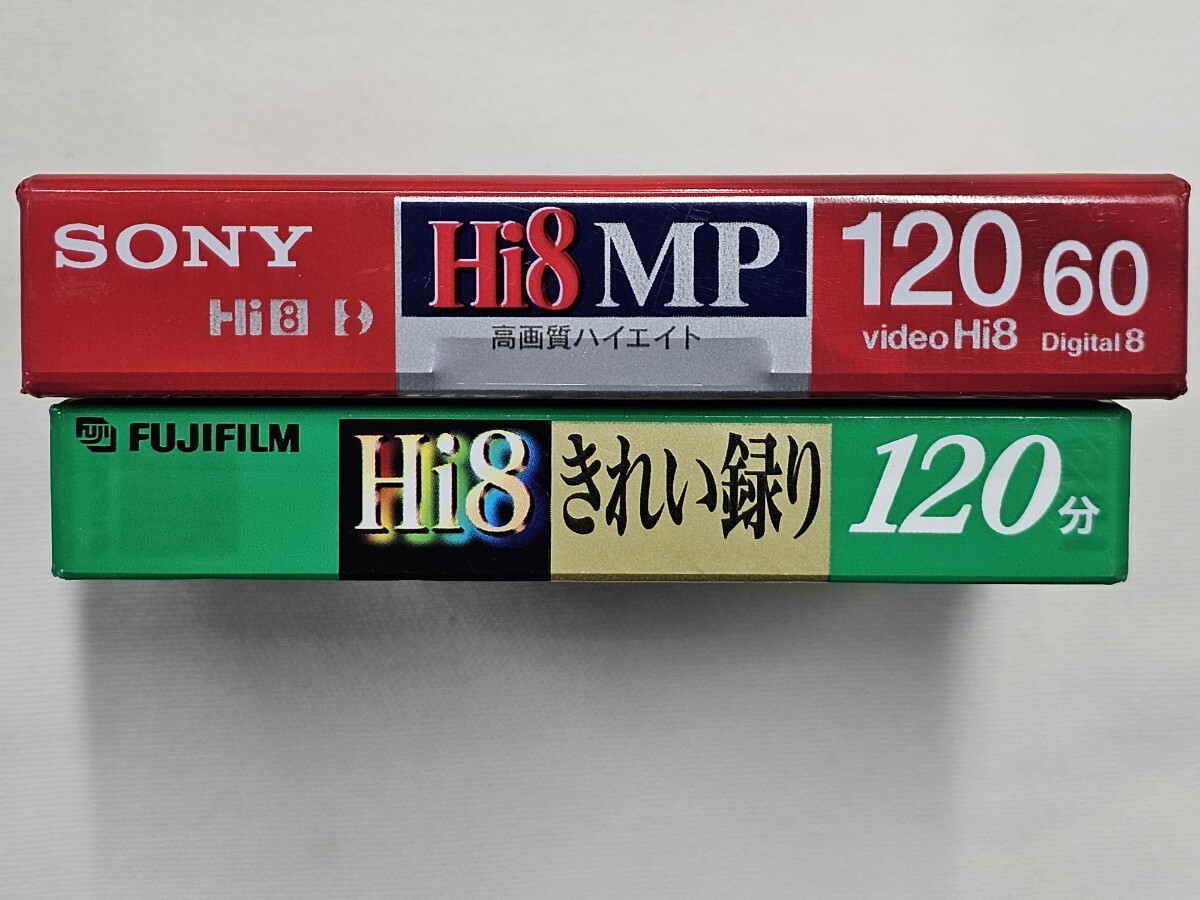 SONY
Hi8
Hi8 MP
高画質ハイエイト
120 60
video Hi8 Digital 8
FUJI FUJIFILM
Hi8
きれい録り
120分